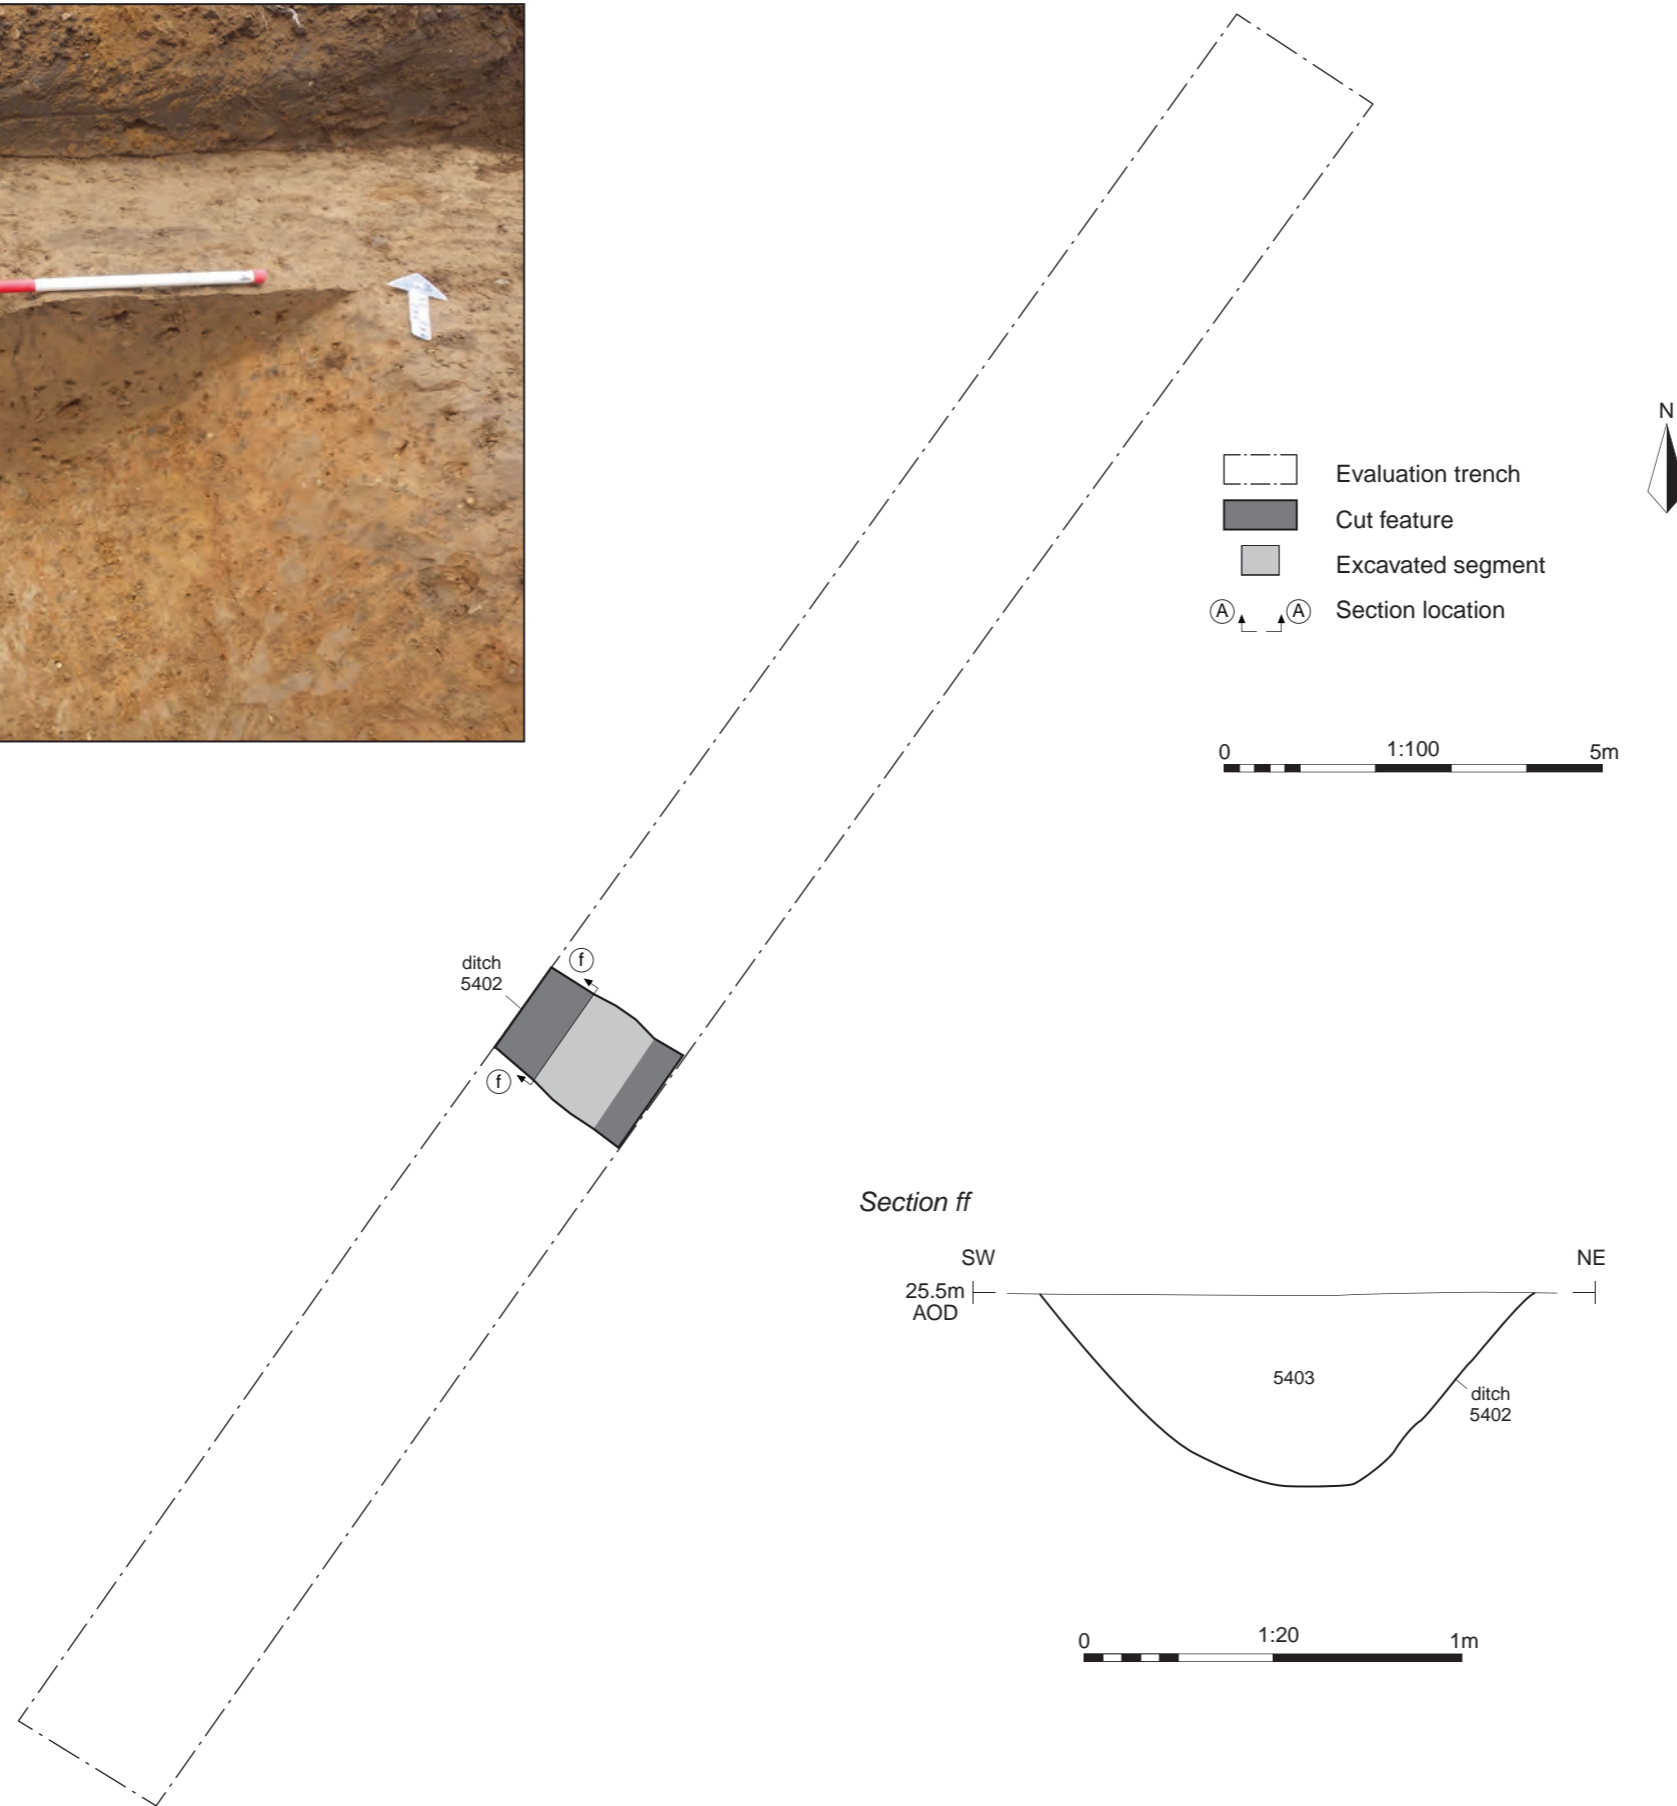 N
Evaluation trench
Cut feature
Excavated segment
A A Section location
0 1:100 5m
ditch
5402
f
f
Section ff
SW NE
25.5m
AOD
5403
ditch
5402
0 1:20 1m